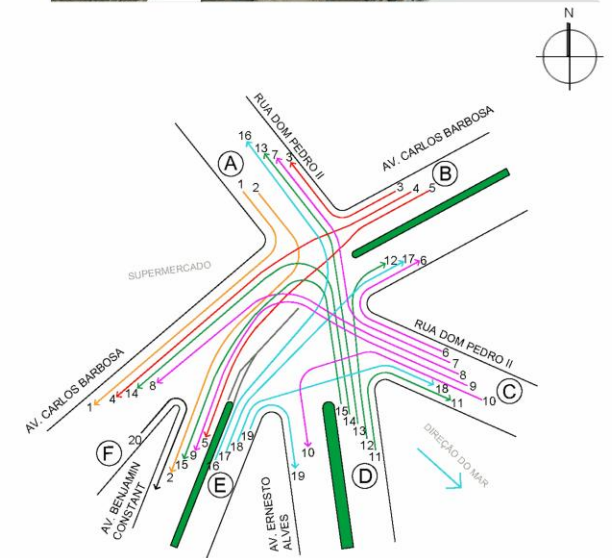 N
RUA DOM PEDRO II
AV. CARLOS BARBOSA
16
13
7
3
A
B
1 2
3 4 5
SUPERMERCADO
12 17 6
RUA DOM PEDRO II
6
7
8
9
10
C
AV. CARLOS BARBOSA
1 4 14 8
18
11
F
20
15
14
13
12
11
D
DIREÇÃO DO MAR
AV. BENJAMIN
CONSTANT
2
15
9
5
16
17
18
19
E
10
19
AV. ERNESTO
ALVES